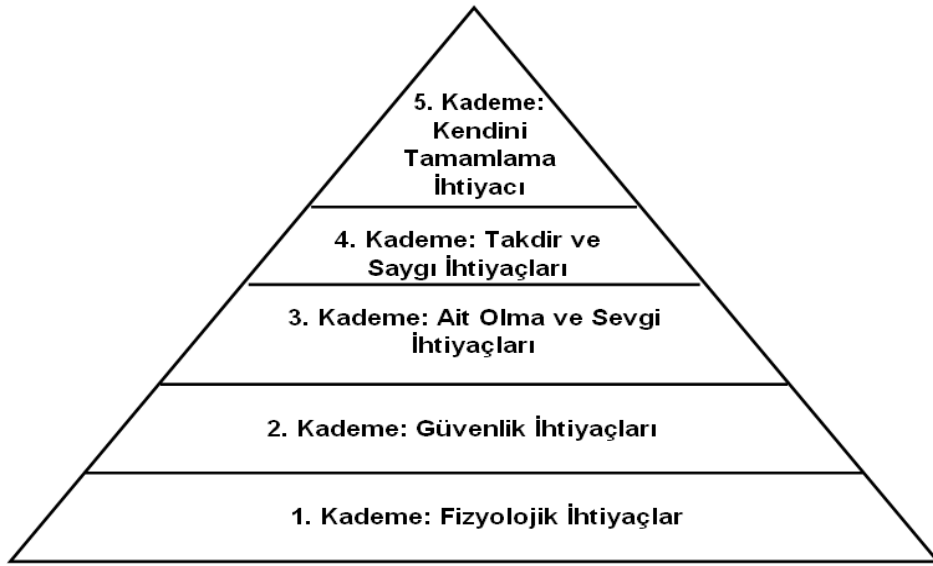 5. Kademe:
Kendini
Tamamlama
İhtiyacı
4. Kademe: Takdir ve
Saygı İhtiyaçları
3. Kademe: Ait Olma ve Sevgi
İhtiyaçları
2. Kademe: Güvenlik İhtiyaçları
1. Kademe: Fizyolojik İhtiyaçlar